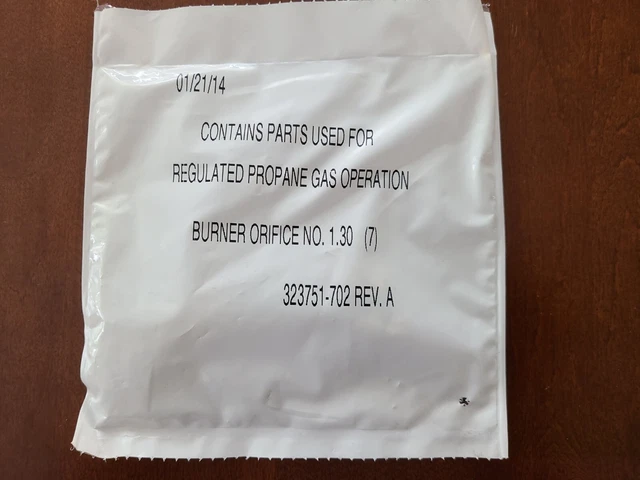 01/21/14
CONTAINS PARTS USED FOR
REGULATED PROPANE GAS OPERATION
BURNER ORIFICE NO. 1.30 (7)
323751-702 REV. A